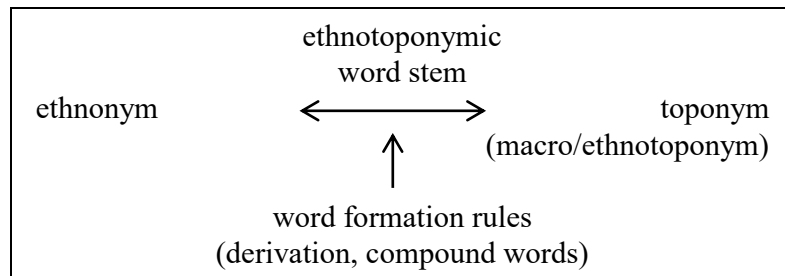 ethnotoponymic
word stem
ethnonym
toponym
(macro/ethnotoponym)
word formation rules
(derivation, compound words)